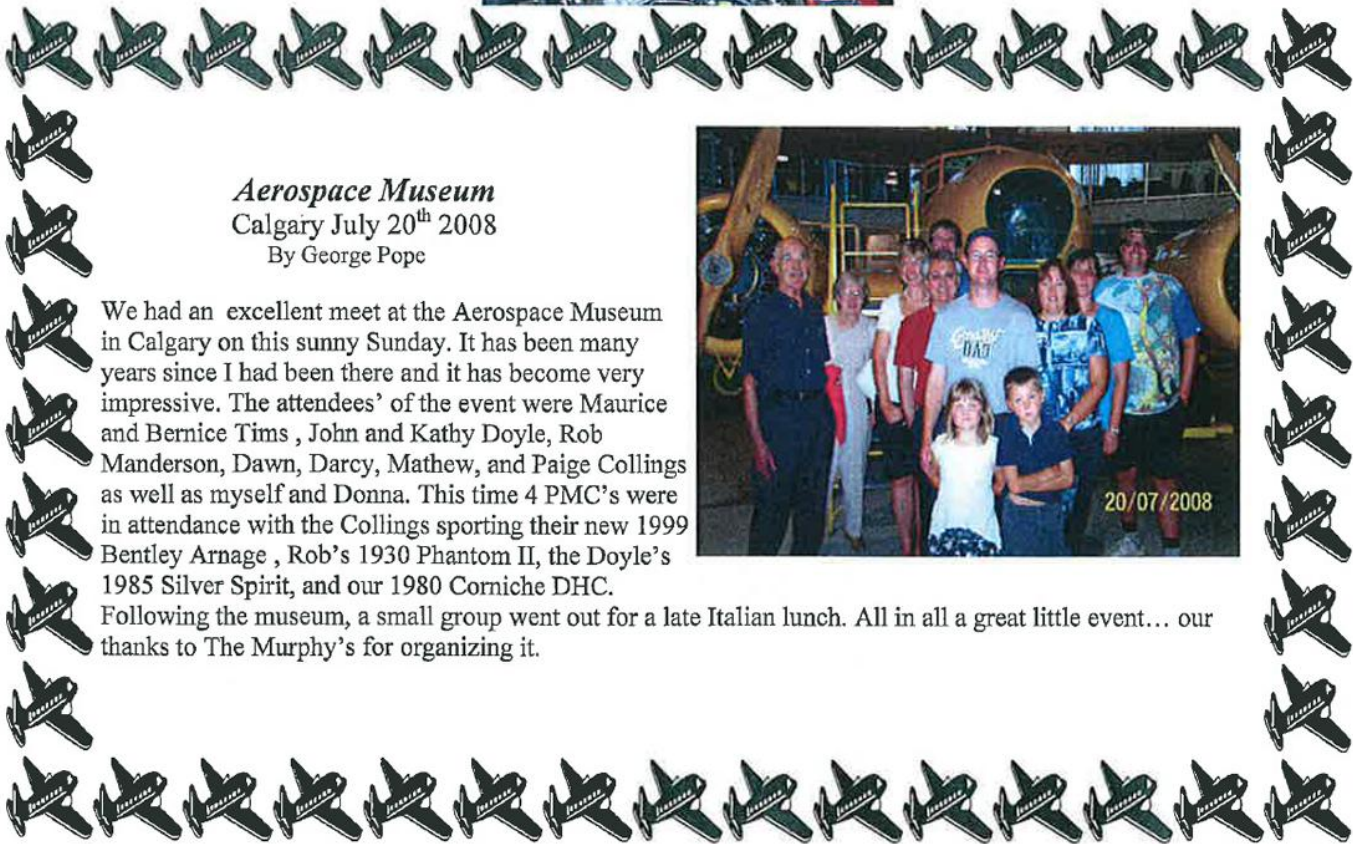 Aerospace Museum
Calgary July 20th 2008
By George Pope
We had an excellent meet at the Aerospace Museum
in Calgary on this sunny Sunday. It has been many
years since I had been there and it has become very
impressive. The attendees' of the event were Maurice
and Bernice Tims , John and Kathy Doyle, Rob
Manderson, Dawn, Darcy, Mathew, and Paige Collings
as well as myself and Donna. This time 4 PMC's were
in attendance with the Collings sporting their new 1999
Bentley Arnage , Rob's 1930 Phantom II, the Doyle's
1985 Silver Spirit, and our 1980 Corniche DHC.
Following the museum, a small group went out for a late Italian lunch. All in all a great little event... our
thanks to The Murphy's for organizing it.
Greatest
DAD
20/07/2008